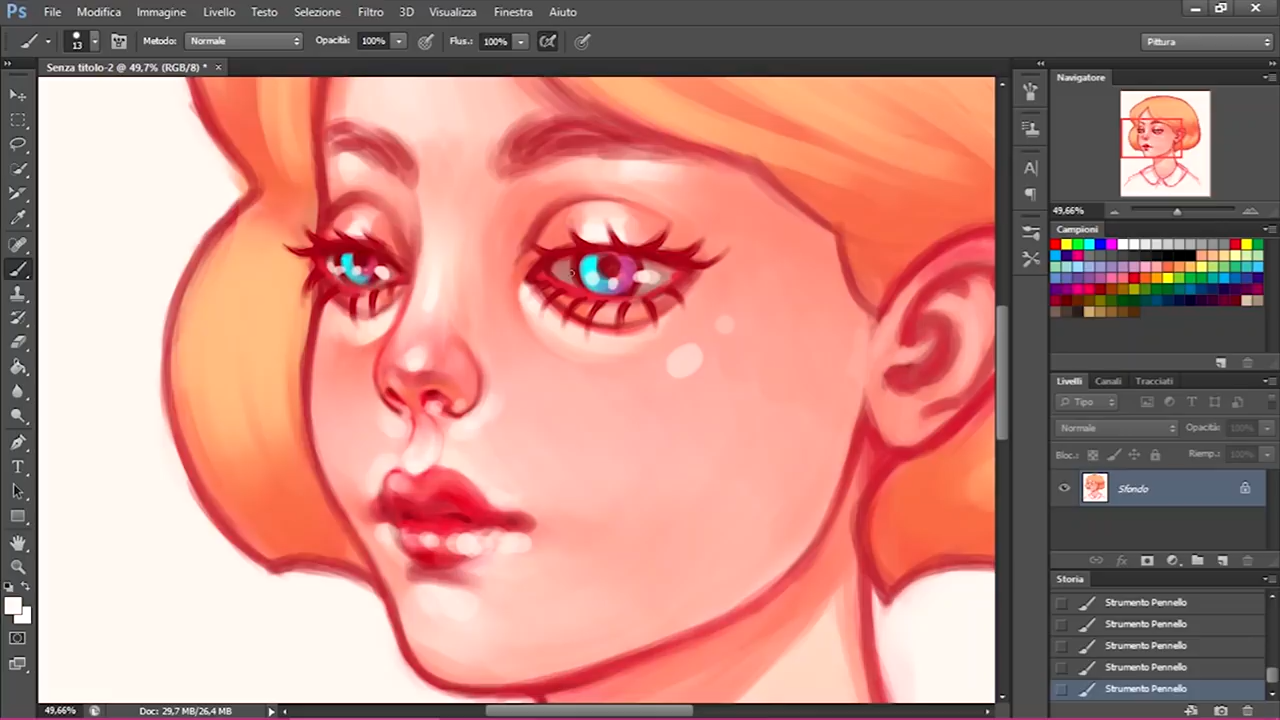 Ps File Modifica Immagine Livello Testo Selezione Filtro 3D Visualizza Finestra Aiuto
13 Metodo: Normale Opacità: 100% Flus.: 100% Pittura
Senza titolo-2 @ 49,7% (RGB/8) * ×
Navigatore
49,66%
Campioni
Livelli Canali Tracciati
Tipo
Normale Opacità: 100%
Bloc.: Riemp.: 100%
Sfondo
fx
Storia
Strumento Pennello
Strumento Pennello
Strumento Pennello
Strumento Pennello
Strumento Pennello
49,66% Doc: 29,7 MB/26,4 MB